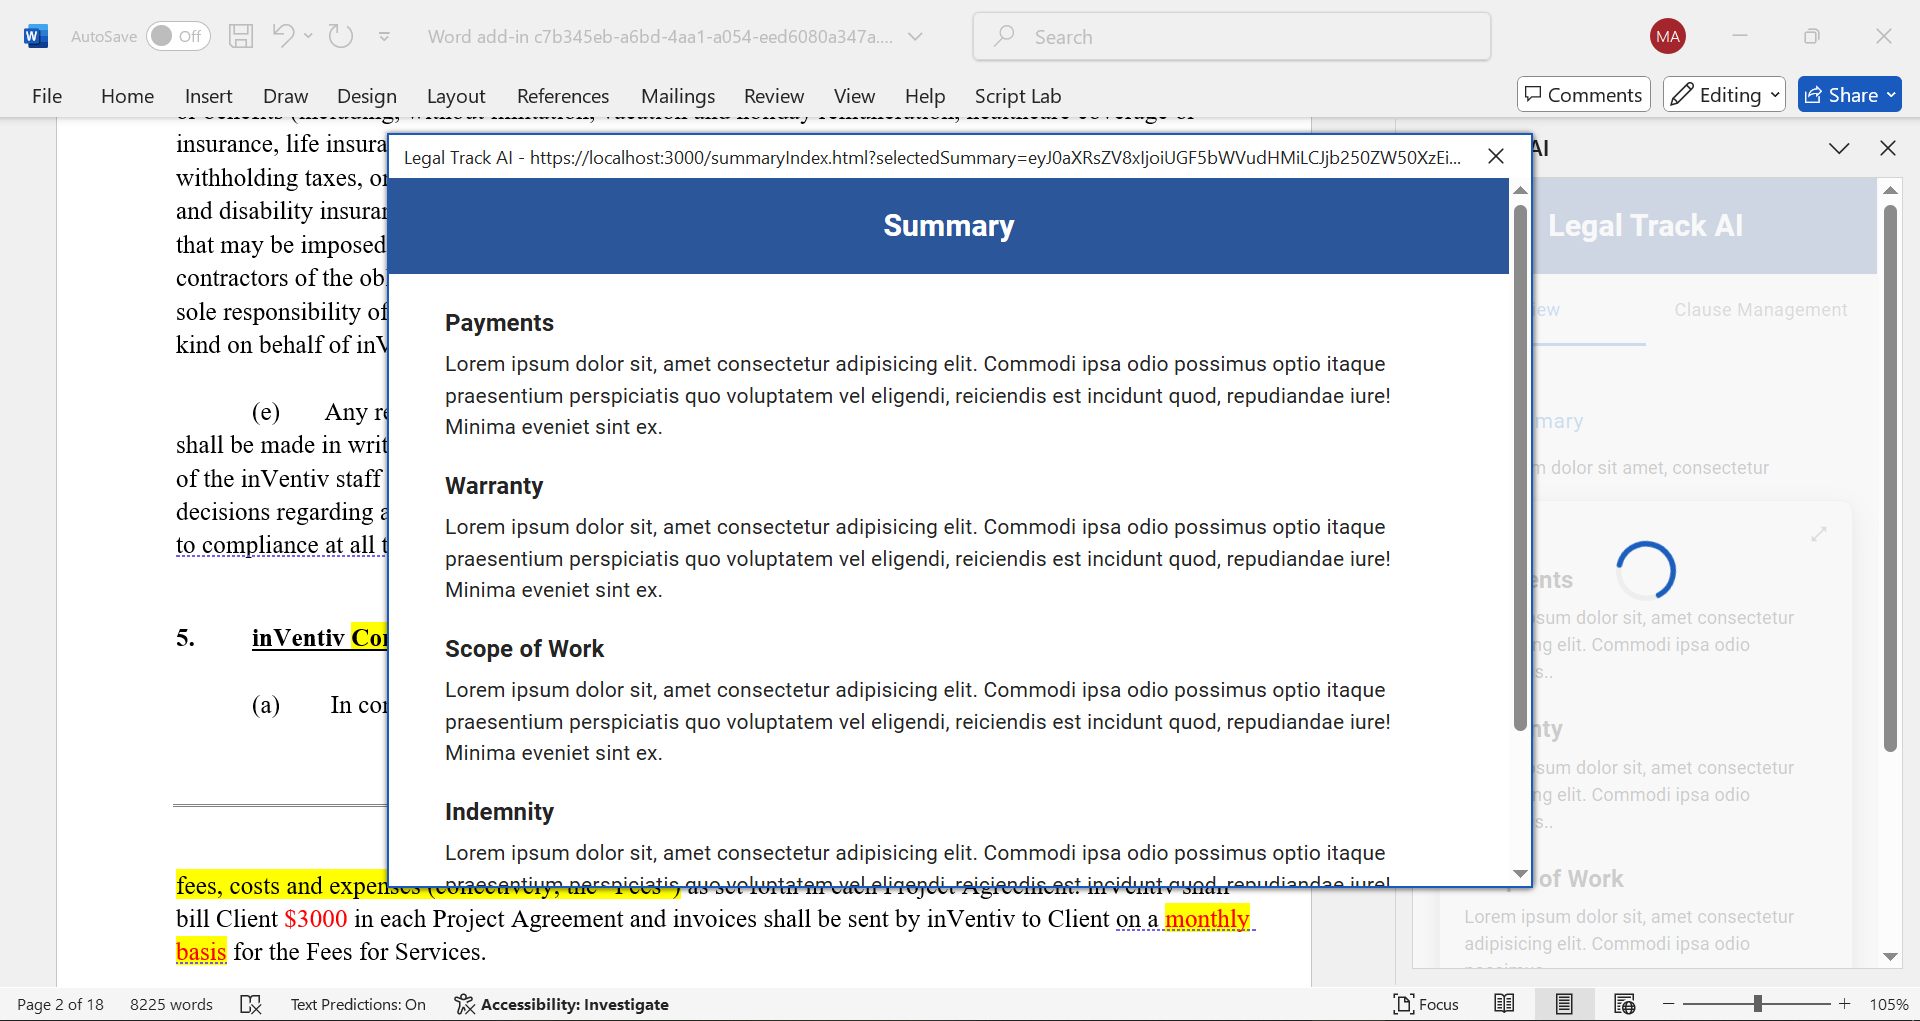 AutoSave Off Word add-in c7b345eb-a6bd-4aa1-a054-eed6080a347a.... Search MA
File Home Insert Draw Design Layout References Mailings Review View Help Script Lab Comments Editing Share
insurance, life insura
withholding taxes, or
and disability insurar
that may be imposed
contractors of the obl
sole responsibility of
kind on behalf of inV
(e) Any re
shall be made in writ
of the inVentiv staff
decisions regarding a
to compliance at all t
5. inVentiv Con
(a) In con
fees, costs and expenses (collectively, the "Fees") as set forth in each Project Agreement. inVentiv shall
bill Client $3000 in each Project Agreement and invoices shall be sent by inVentiv to Client on a monthly
basis for the Fees for Services.
Legal Track AI - https://localhost:3000/summaryIndex.html?selectedSummary=eyJ0aXRsZV8xIjoiUGF5bWVudHMiLCJjb250ZW50XzEi...
Summary
Payments
Lorem ipsum dolor sit, amet consectetur adipisicing elit. Commodi ipsa odio possimus optio itaque
praesentium perspiciatis quo voluptatem vel eligendi, reiciendis est incidunt quod, repudiandae iure!
Minima eveniet sint ex.
Warranty
Lorem ipsum dolor sit, amet consectetur adipisicing elit. Commodi ipsa odio possimus optio itaque
praesentium perspiciatis quo voluptatem vel eligendi, reiciendis est incidunt quod, repudiandae iure!
Minima eveniet sint ex.
Scope of Work
Lorem ipsum dolor sit, amet consectetur adipisicing elit. Commodi ipsa odio possimus optio itaque
praesentium perspiciatis quo voluptatem vel eligendi, reiciendis est incidunt quod, repudiandae iure!
Minima eveniet sint ex.
Indemnity
Lorem ipsum dolor sit, amet consectetur adipisicing elit. Commodi ipsa odio possimus optio itaque
praesentium perspiciatis quo voluptatem vel eligendi, reiciendis est incidunt quod, repudiandae iure!
AI
Legal Track AI
iew Clause Management
mary
m dolor sit amet, consectetur
ents
sum dolor sit, amet consectetur
ng elit. Commodi ipsa odio
s..
nty
sum dolor sit, amet consectetur
ng elit. Commodi ipsa odio
s..
of Work
Lorem ipsum dolor sit, amet consectetur
adipisicing elit. Commodi ipsa odio
Page 2 of 18 8225 words Text Predictions: On Accessibility: Investigate Focus 105%